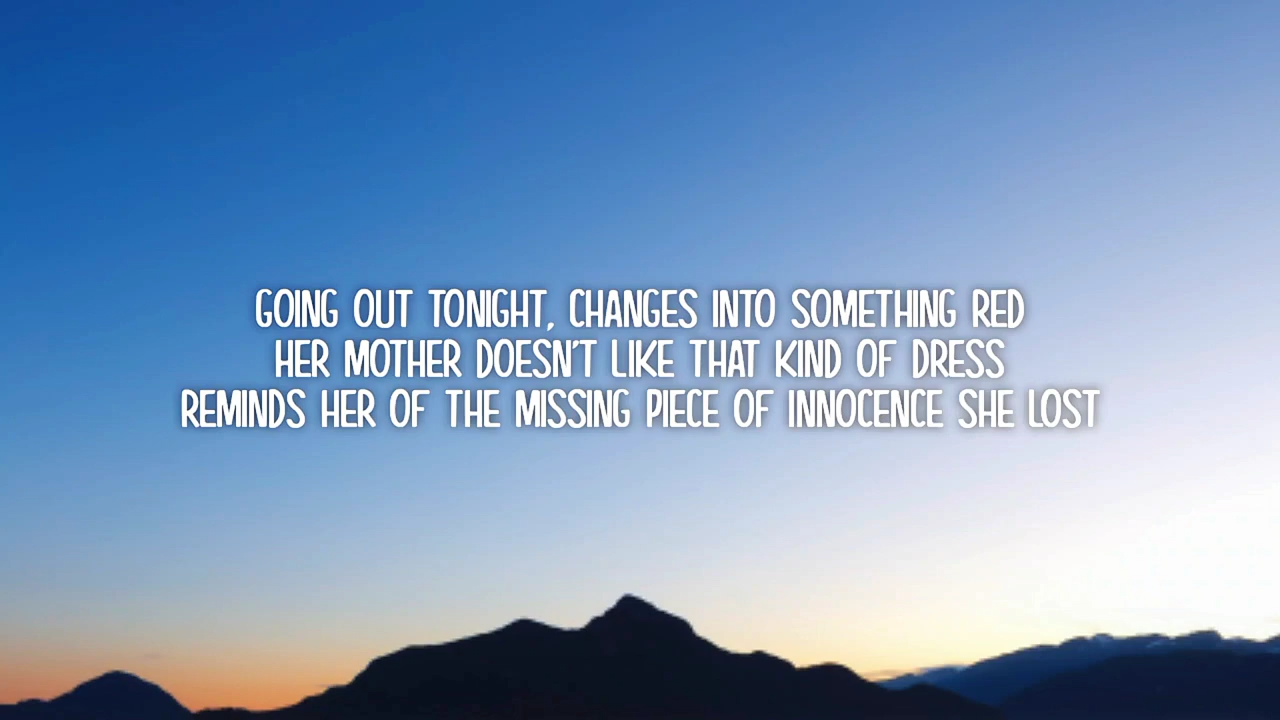 GOING OUT TONIGHT, CHANGES INTO SOMETHING RED
HER MOTHER DOESN'T LIKE THAT KIND OF DRESS
REMINDS HER OF THE MISSING PIECE OF INNOCENCE SHE LOST